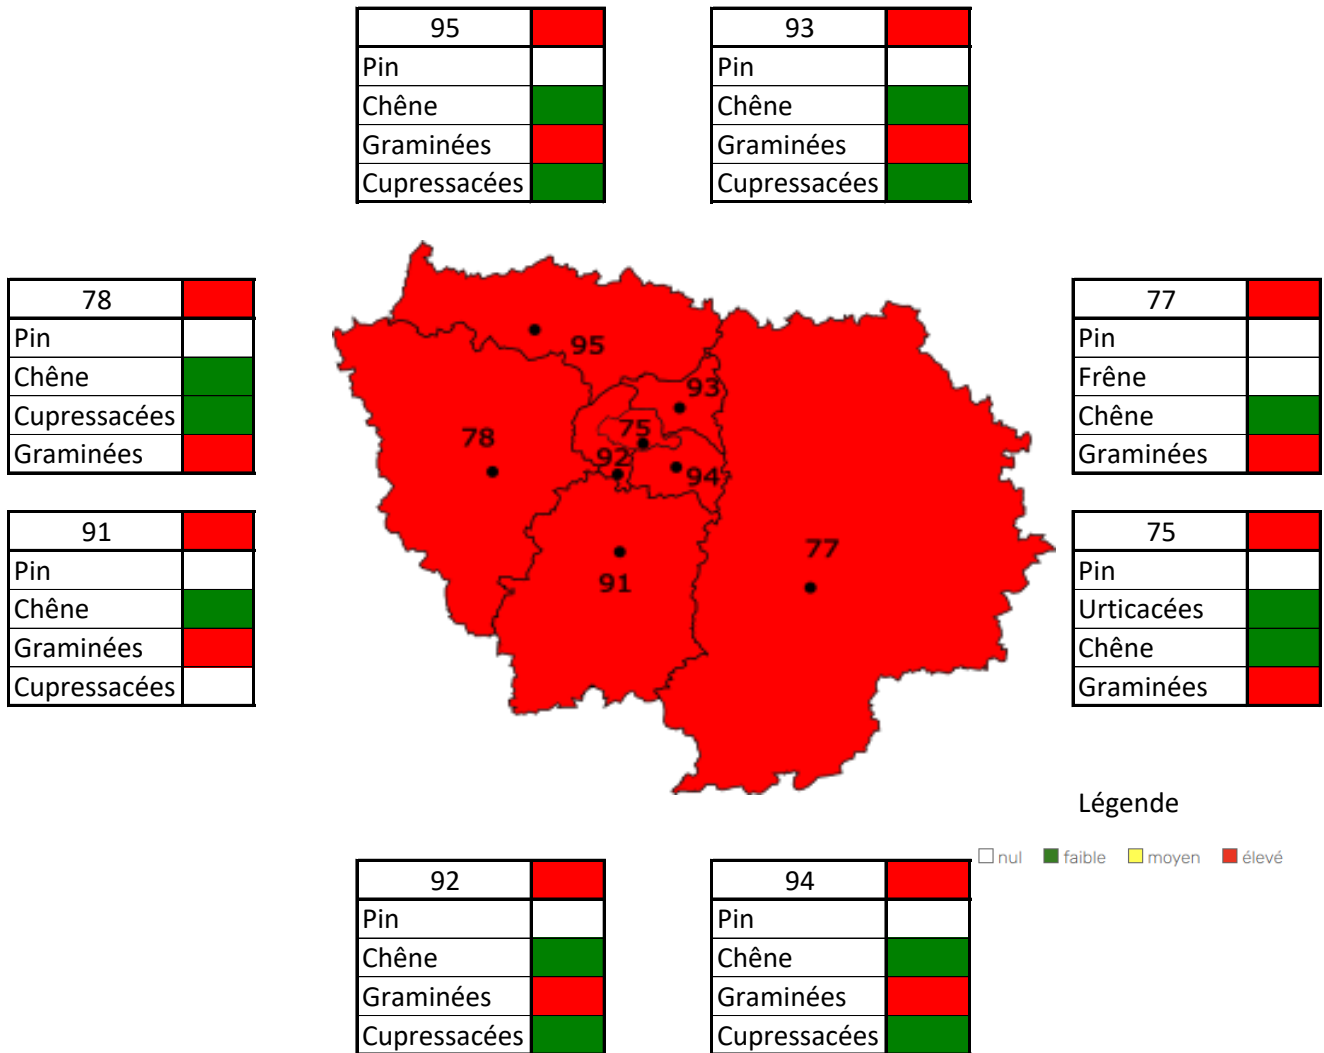 95
Pin
Chêne
Graminées
Cupressacées
93
Pin
Chêne
Graminées
Cupressacées
78
Pin
Chêne
Cupressacées
Graminées
91
Pin
Chêne
Graminées
Cupressacées
95
93
75
78
92
94
77
91
77
Pin
Frêne
Chêne
Graminées
75
Pin
Urticacées
Chêne
Graminées
Légende
nul faible moyen élevé
92
Pin
Chêne
Graminées
Cupressacées
94
Pin
Chêne
Graminées
Cupressacées